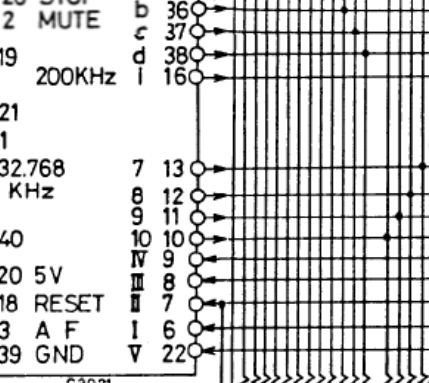 2 MUTE
b 36
c 37
19 d 38
200KHz i 16
21
1
32.768 7 13
KHz
8 12
9 11
40 10 10
IV 9
20 5V III 8
18 RESET II 7
3 A F I 6
39 GND V 22